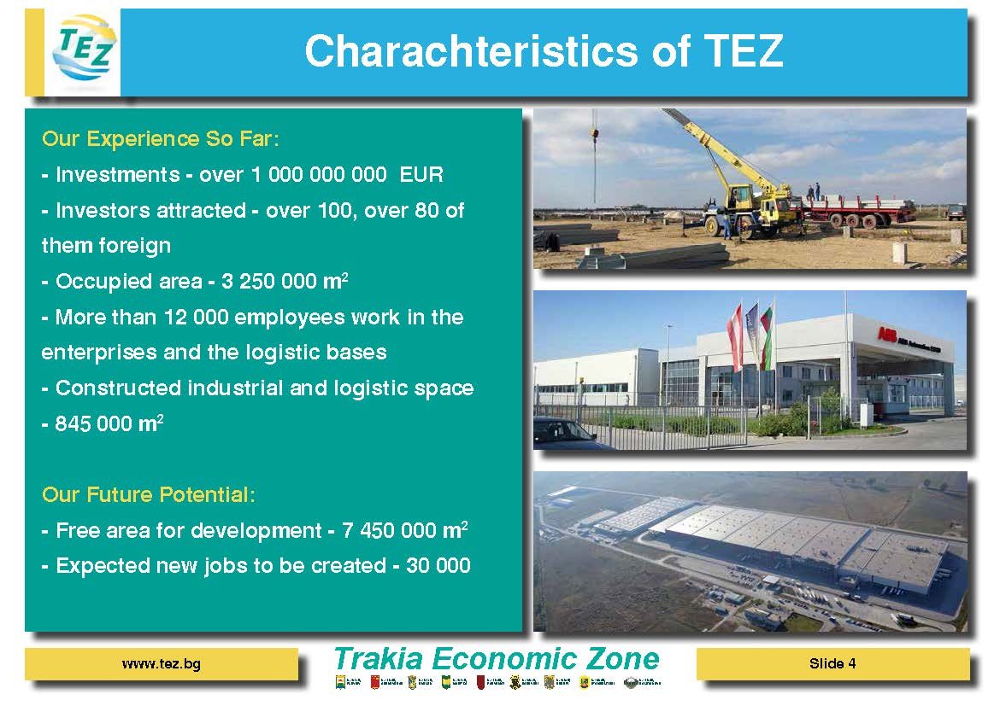 TEZ
Charachteristics of TEZ
Our Experience So Far:
- Investments - over 1 000 000 000  EUR
- Investors attracted - over 100, over 80 of
them foreign
- Occupied area - 3 250 000 m²
- More than 12 000 employees work in the
enterprises and the logistic bases
- Constructed industrial and logistic space
- 845 000 m²
Our Future Potential:
- Free area for development - 7 450 000 m²
- Expected new jobs to be created - 30 000
ABB
www.tez.bg
Trakia Economic Zone
Slide 4